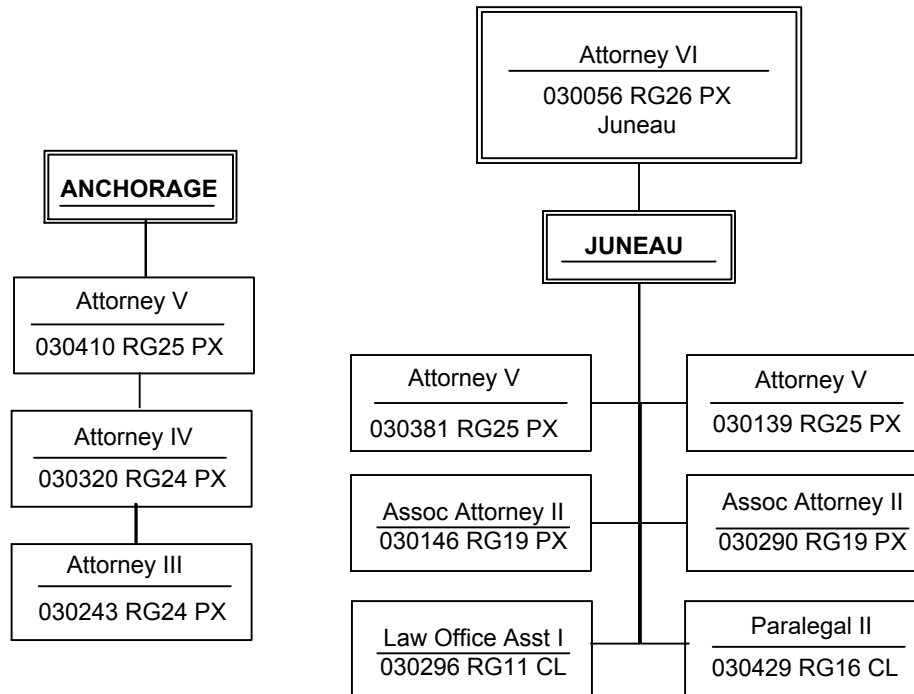 Attorney VI
030056 RG26 PX
Juneau
ANCHORAGE
JUNEAU
Attorney V
030410 RG25 PX
Attorney IV
030320 RG24 PX
Attorney III
030243 RG24 PX
Attorney V
030381 RG25 PX
Attorney V
030139 RG25 PX
Assoc Attorney II
030146 RG19 PX
Assoc Attorney II
030290 RG19 PX
Law Office Asst I
030296 RG11 CL
Paralegal II
030429 RG16 CL